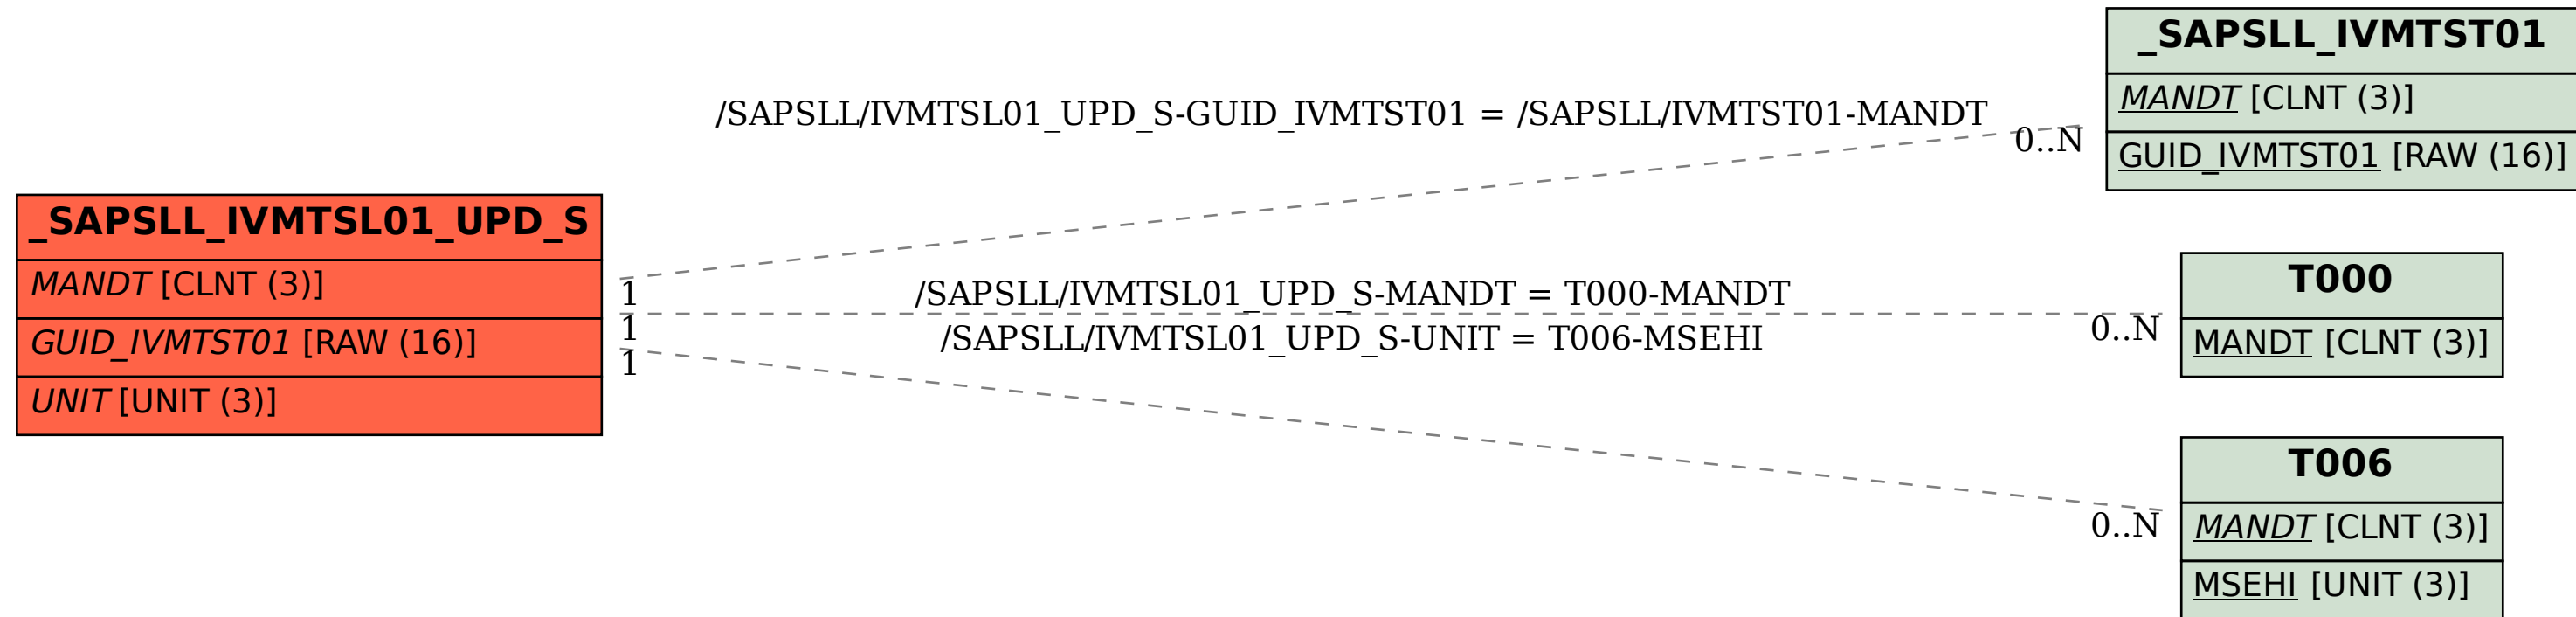 _SAPSLL_IVMTSL01_UPD_S
MANDT [CLNT (3)]
GUID_IVMTST01 [RAW (16)]
UNIT [UNIT (3)]
/SAPSLL/IVMTSL01_UPD_S-GUID_IVMTST01 = /SAPSLL/IVMTST01-MANDT
0..N
1
/SAPSLL/IVMTSL01_UPD_S-MANDT = T000-MANDT
1
0..N
/SAPSLL/IVMTSL01_UPD_S-UNIT = T006-MSEHI
1
0..N
_SAPSLL_IVMTST01
MANDT [CLNT (3)]
GUID_IVMTST01 [RAW (16)]
T000
MANDT [CLNT (3)]
T006
MANDT [CLNT (3)]
MSEHI [UNIT (3)]